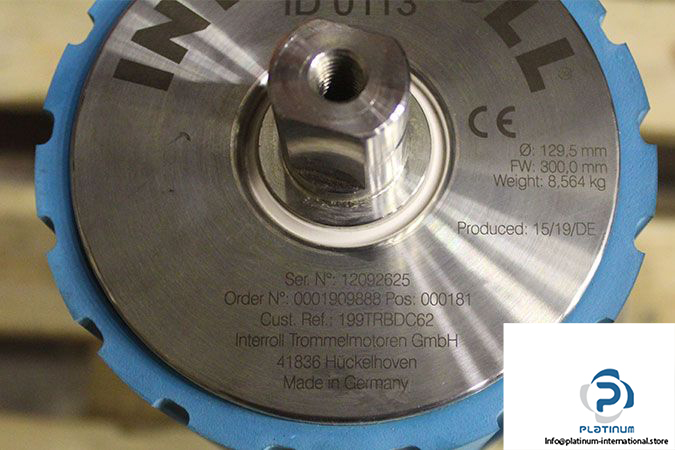 ID 0113
INTERROLL®
CE
Ø: 129,5 mm
FW: 300,0 mm
Weight: 8,564 kg
Produced: 15/19/DE
Ser. N°: 12092625
Order N°: 0001909888 Pos: 000181
Cust. Ref.: 199TRBDC62
Interroll Trommelmotoren GmbH
41836 Hückelhoven
Made in Germany
PLATINUM
Info@platinum-international.store